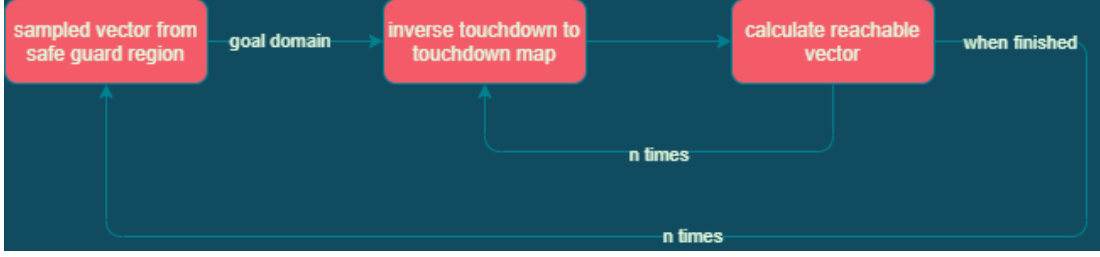 sampled vector from
safe guard region
goal domain
inverse touchdown to
touchdown map
calculate reachable
vector
when finished
n times
n times